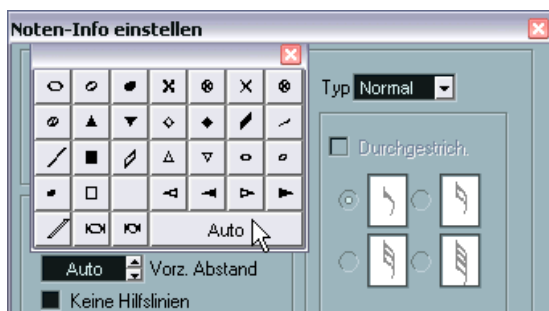 Noten-Info einstellen
Typ Normal
Durchgestrich.
Auto
Auto Vorz. Abstand
Keine Hilfslinien